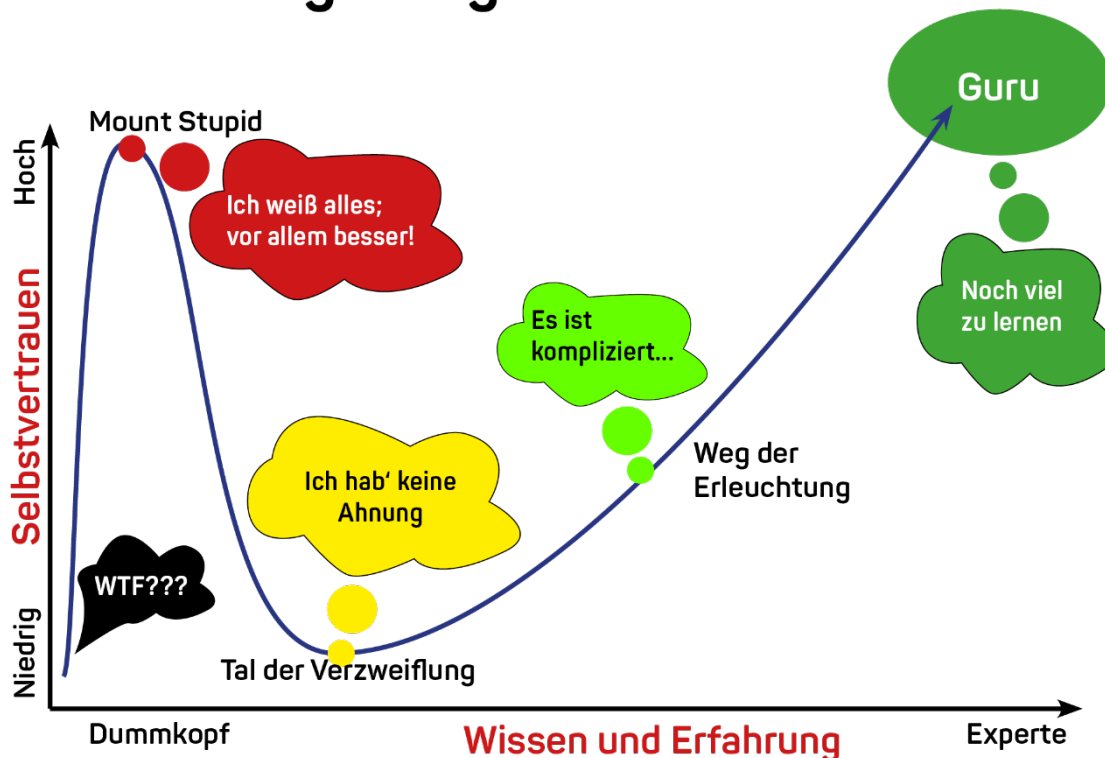 Mount Stupid
Guru
Hoch
Ich weiß alles;
vor allem besser!
Noch viel
zu lernen
Es ist
kompliziert...
Selbstvertrauen
Weg der
Erleuchtung
Ich hab‘ keine
Ahnung
WTF???
Niedrig
Tal der Verzweiflung
Dummkopf
Wissen und Erfahrung
Experte